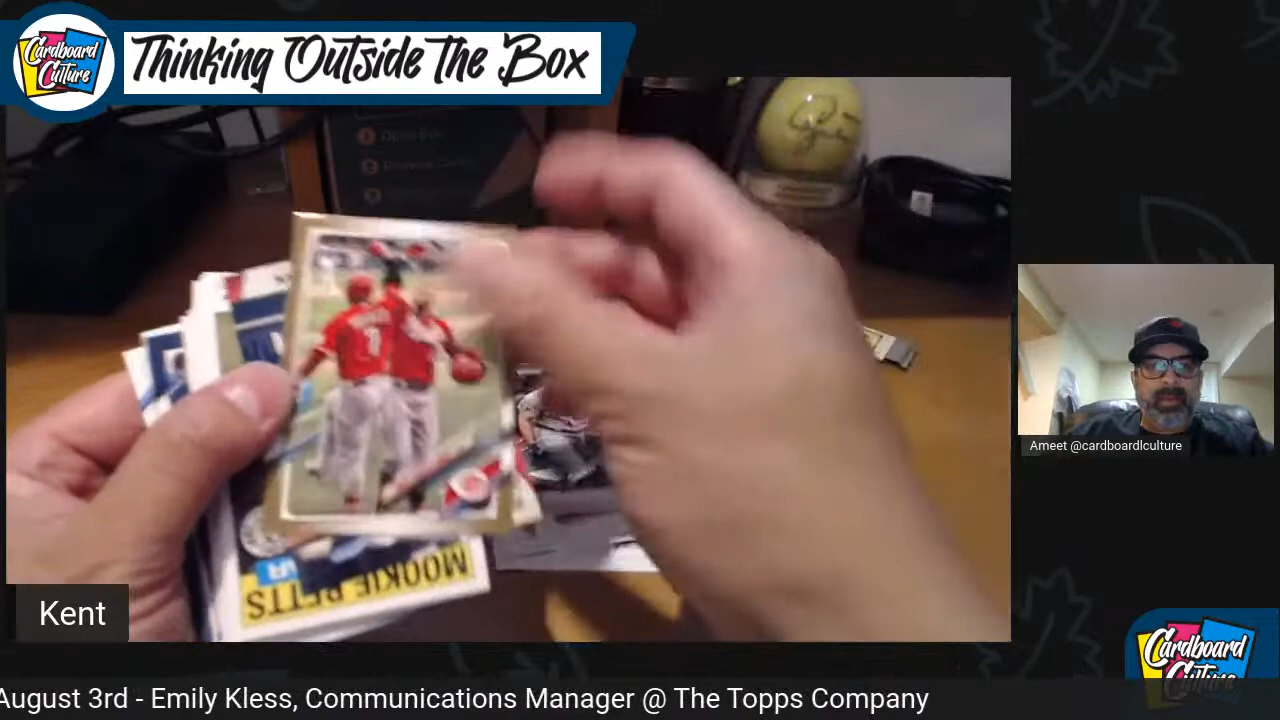 Cardboard
Culture
Thinking Outside The Box
MOOKIE BETTS
Ameet @cardboardlculture
Kent
Cardboard
Culture
August 3rd - Emily Kless, Communications Manager @ The Topps Company